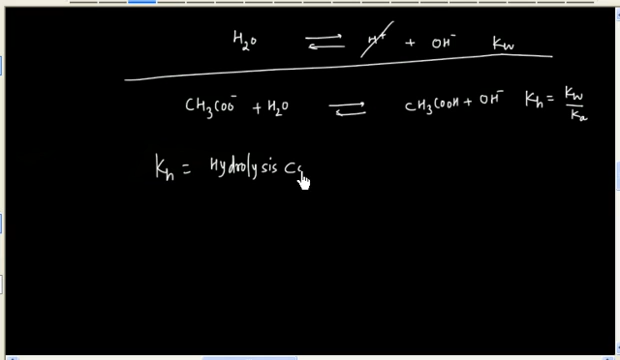 H₂O ⇌ H⁺ + OH⁻ Kw
CH₃COO⁻ + H₂O ⇌ CH₃COOH + OH⁻ Kh = Kw/Ka
Kh = Hydrolysis